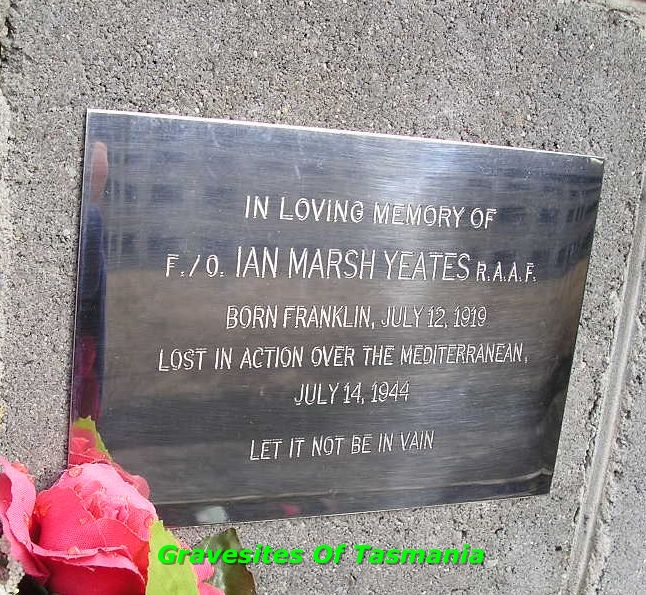 IN LOVING MEMORY OF
F./O. IAN MARSH YEATES R.A.A.F.
BORN FRANKLIN, JULY 12, 1919
LOST IN ACTION OVER THE MEDITERRANEAN,
JULY 14, 1944
LET IT NOT BE IN VAIN
Gravesites Of Tasmania